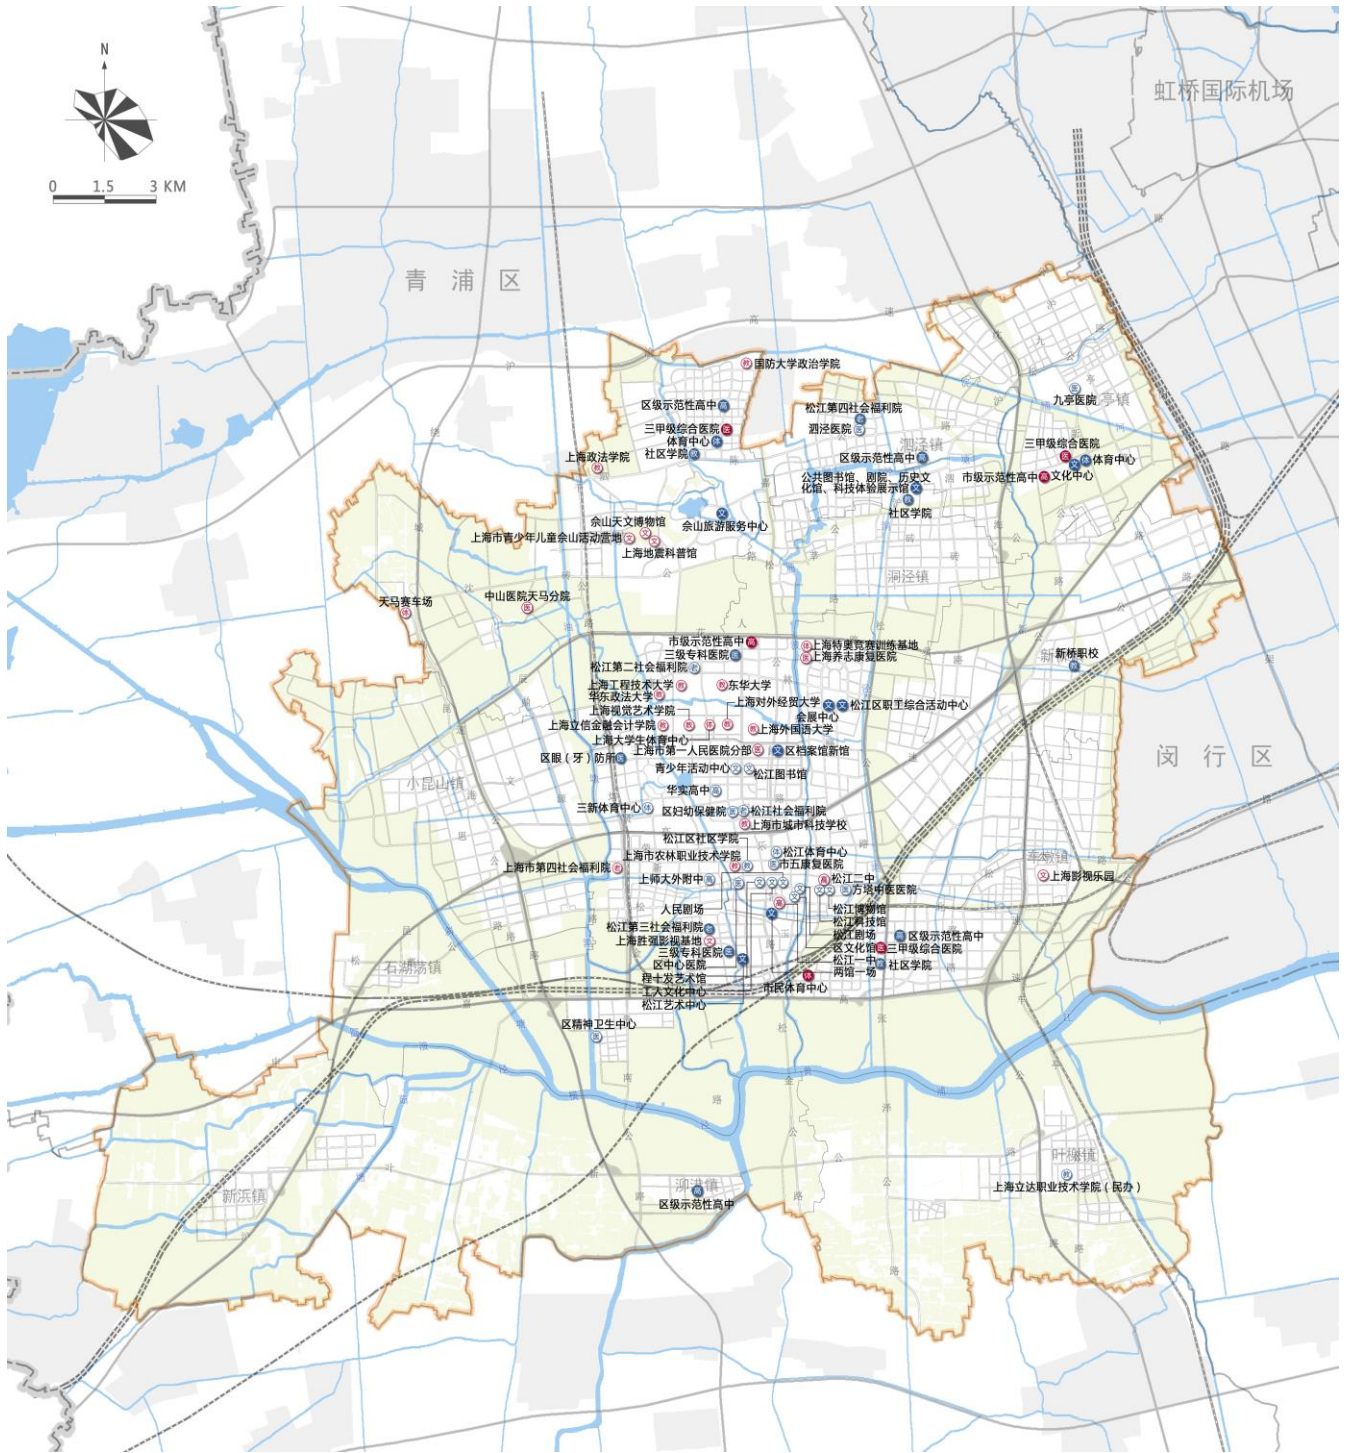 N
0 1.5 3 KM
虹桥国际机场
青浦区
国防大学政治学院
区级示范性高中
三甲级综合医院
体育中心
社区学院
上海政法学院
松江第四社会福利院
泗泾医院
泗泾镇
区级示范性高中
公共图书馆、剧院、历史文
化馆、科技体验展示馆
社区学院
九亭医院
九亭镇
三甲级综合医院
体育中心
市级示范性高中
文化中心
佘山天文博物馆
上海市青少年儿童佘山活动营地
上海地震科普馆
佘山旅游服务中心
洞泾镇
天马赛车场
中山医院天马分院
市级示范性高中
三级专科医院
松江第二社会福利院
上海特奥竞赛训练基地
上海养志康复医院
新桥职校
上海工程技术大学
东华大学
华东政法大学
上海视觉艺术学院
上海对外经贸大学
松江区职工综合活动中心
会展中心
上海立信金融会计学院
上海外国语大学
上海大学生体育中心
上海市第一人民医院分部
区档案馆新馆
区眼（牙）防所
青少年活动中心
松江图书馆
小昆山镇
闵行区
华实高中
三新体育中心
区妇幼保健院
松江社会福利院
上海市城市科技学校
松江区社区学院
上海市农林职业技术学院
松江体育中心
市五康复医院
上海市第四社会福利院
上师大外附中
松江二中
方塔中医医院
车墩镇
上海影视乐园
人民剧场
松江博物馆
松江科技馆
松江第三社会福利院
松江剧场
区级示范性高中
上海胜强影视基地
区文化馆
三甲级综合医院
三级专科医院
松江一中
社区学院
区中心医院
两馆一场
程十发艺术馆
市民体育中心
工人文化中心
松江艺术中心
石湖荡镇
区精神卫生中心
新浜镇
泖港镇
区级示范性高中
叶榭镇
上海立达职业技术学院（民办）